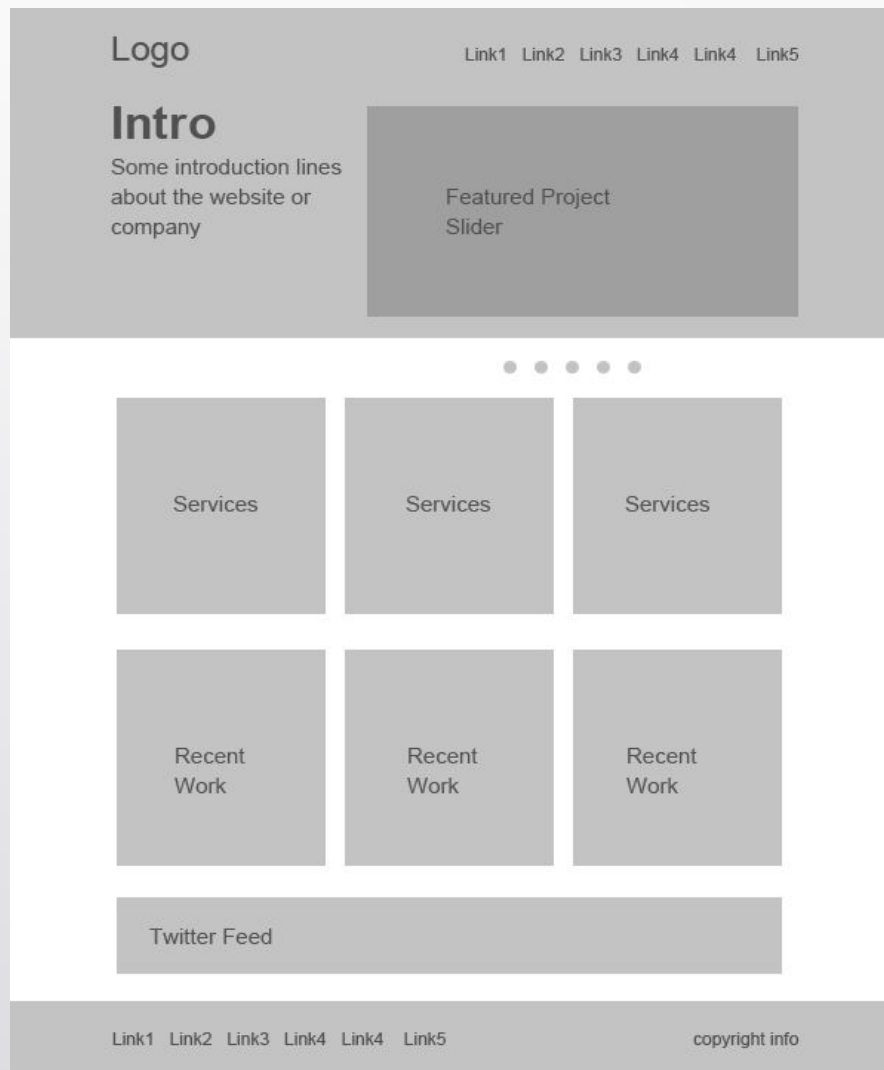 Logo
Link1 Link2 Link3 Link4 Link4 Link5
Intro
Some introduction lines
about the website or
company
Featured Project
Slider
Services
Services
Services
Recent
Work
Recent
Work
Recent
Work
Twitter Feed
Link1 Link2 Link3 Link4 Link4 Link5
copyright info